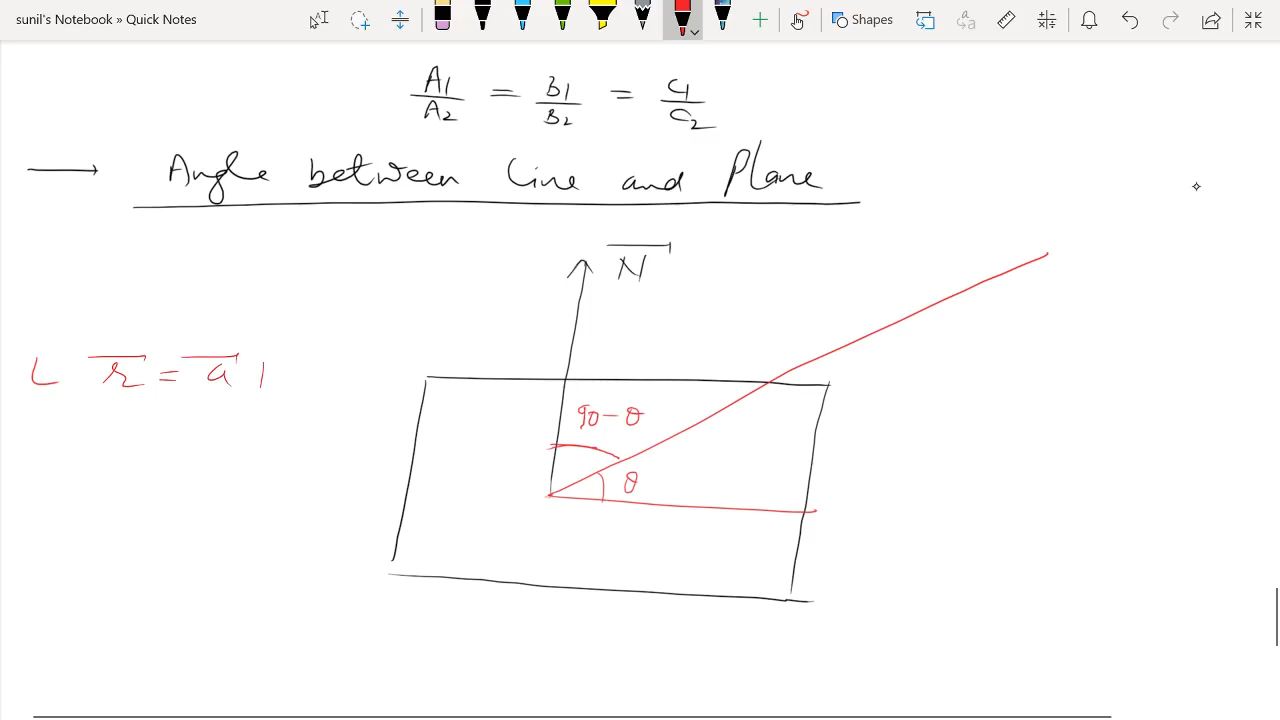 sunil's Notebook » Quick Notes
Shapes
A1/A2 = B1/B2 = C1/C2
→ Angle between Line and Plane
N
L r = a
90-θ
θ